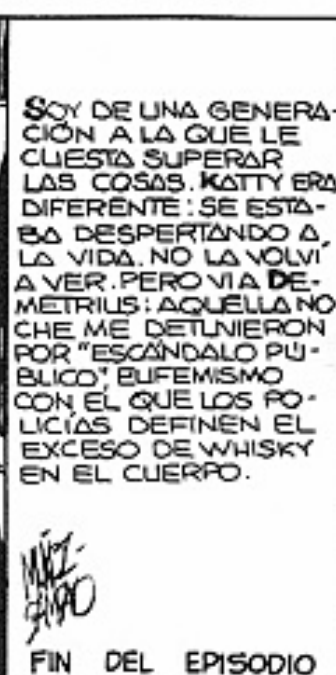 SOY DE UNA GENERA-
CIÓN A LA QUE LE
CUESTA SUPERAR
LAS COSAS. KATTY ERA
DIFERENTE: SE ESTA-
BA DESPERTANDO A
LA VIDA. NO LA VOLVÍ
A VER. PERO VI A DE-
METRIUS: AQUELLA NO
CHE ME DETUVIERON
POR "ESCÁNDALO PÚ-
BLICO", EUFEMISMO
CON EL QUE LOS PO-
LICÍAS DEFINEN EL
EXCESO DE WHISKY
EN EL CUERPO.
FIN DEL EPISODIO